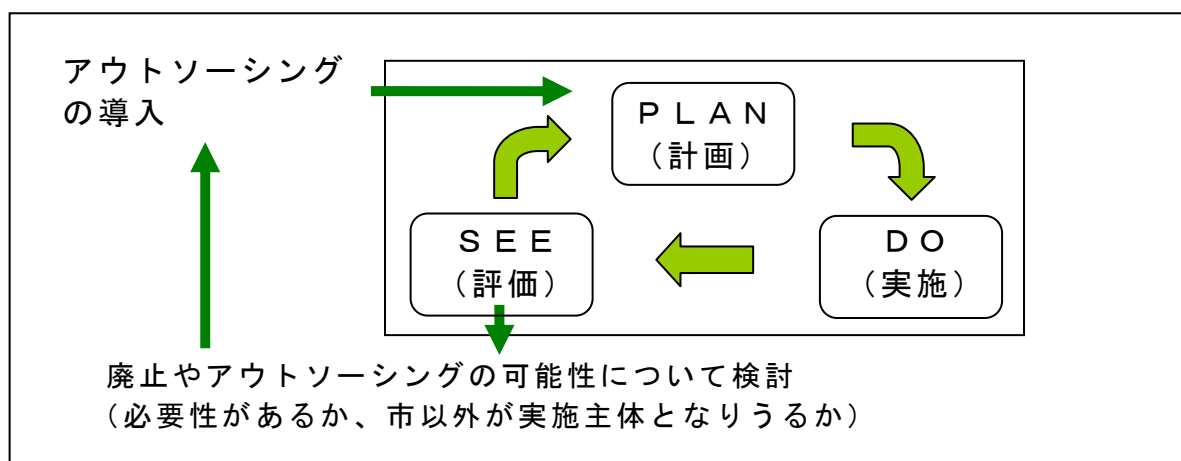 アウトソーシング
の導入
ＰＬＡＮ
（計画）
ＳＥＥ
（評価）
ＤＯ
（実施）
廃止やアウトソーシングの可能性について検討
（必要性があるか、市以外が実施主体となりうるか）